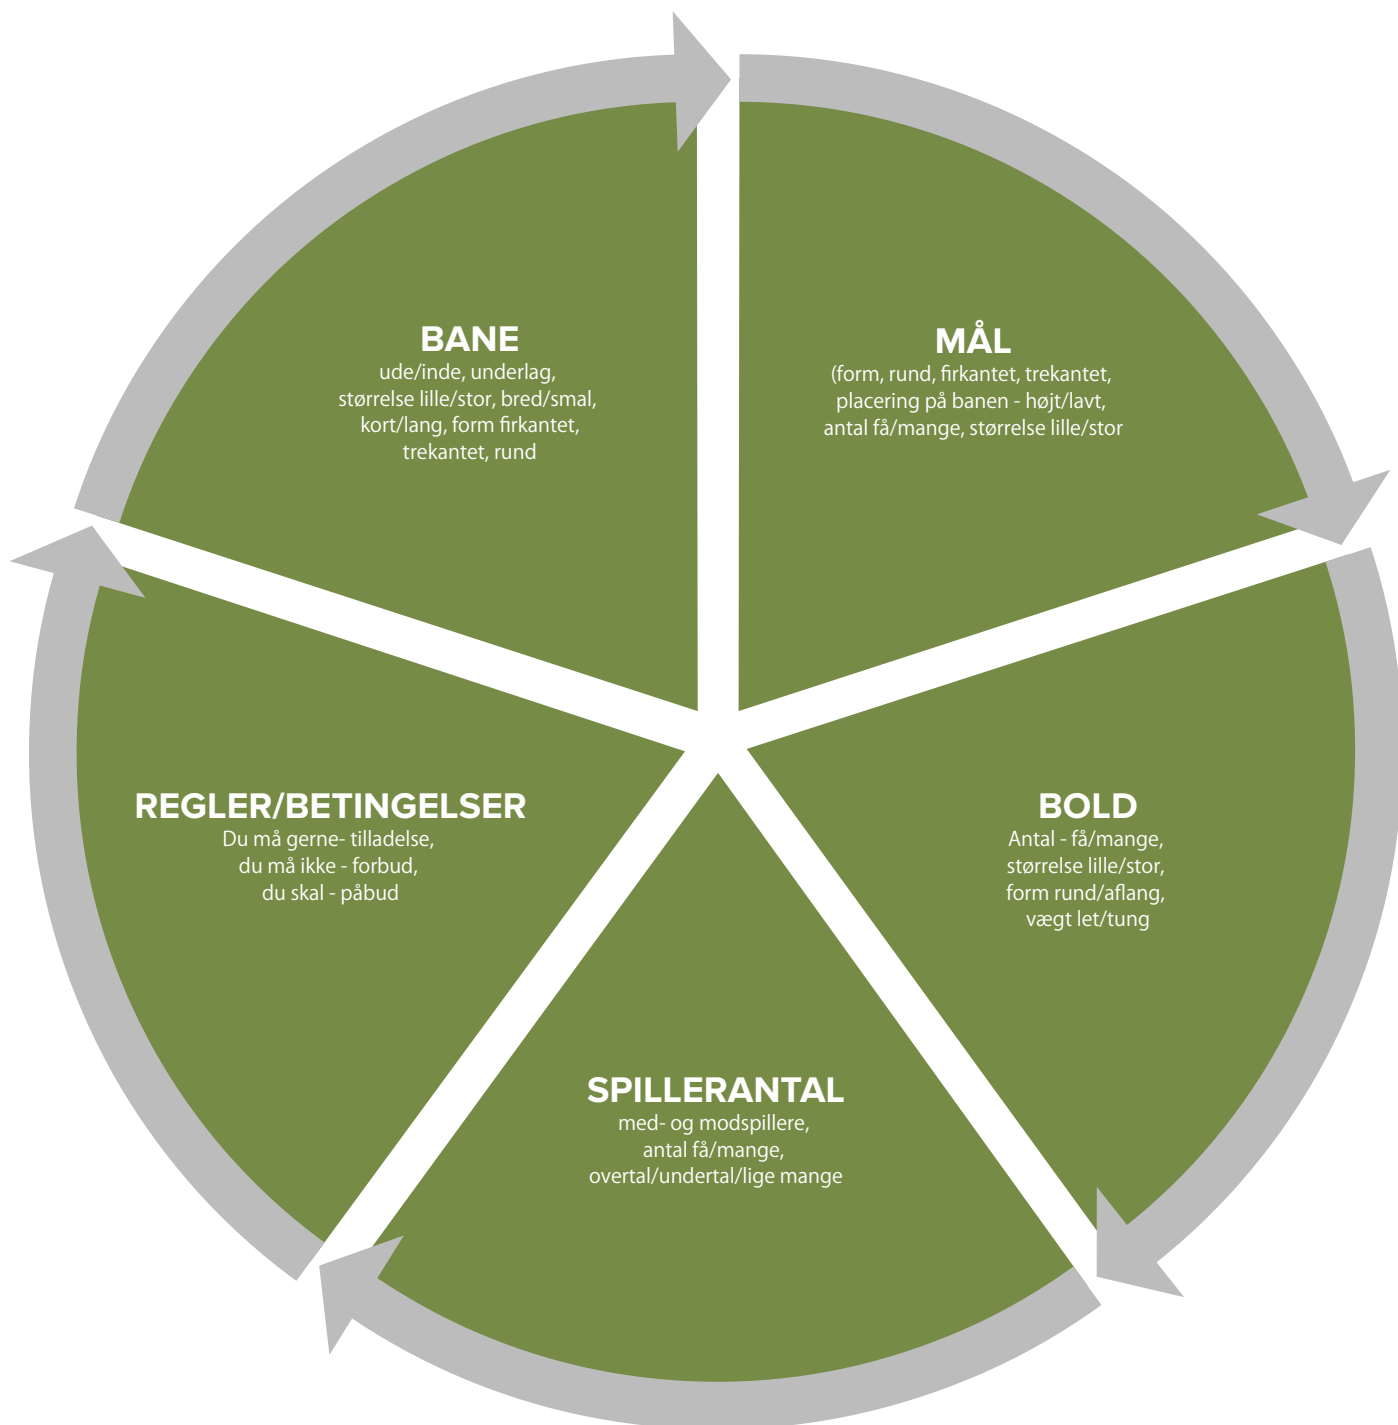 BANE
ude/inde, underlag,
størrelse lille/stor, bred/smal,
kort/lang, form firkantet,
trekantet, rund
MÅL
(form, rund, firkantet, trekantet,
placering på banen - højt/lavt,
antal få/mange, størrelse lille/stor
REGLER/BETINGELSER
Du må gerne- tilladelse,
du må ikke - forbud,
du skal - påbud
BOLD
Antal - få/mange,
størrelse lille/stor,
form rund/aflang,
vægt let/tung
SPILLERANTAL
med- og modspillere,
antal få/mange,
overtal/undertal/lige mange